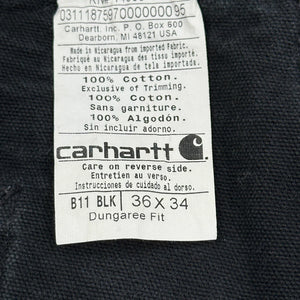 03111875970000000095
Carhartt, Inc. P.O. Box 600
Dearborn, MI 48121 USA
Made in Nicaragua from imported Fabric.
Fabriqué au Nicaragua de tissu importé.
Hecho en Nicaragua de tela importada.
100% Cotton.
Exclusive of Trimming.
100% Coton.
Sans garniture.
100% Algodón.
Sin incluir adorno.
carhartt
Care on reverse side.
Entretien au verso.
Instrucciones de cuidado al dorso.
B11 BLK 36 X 34
Dungaree Fit